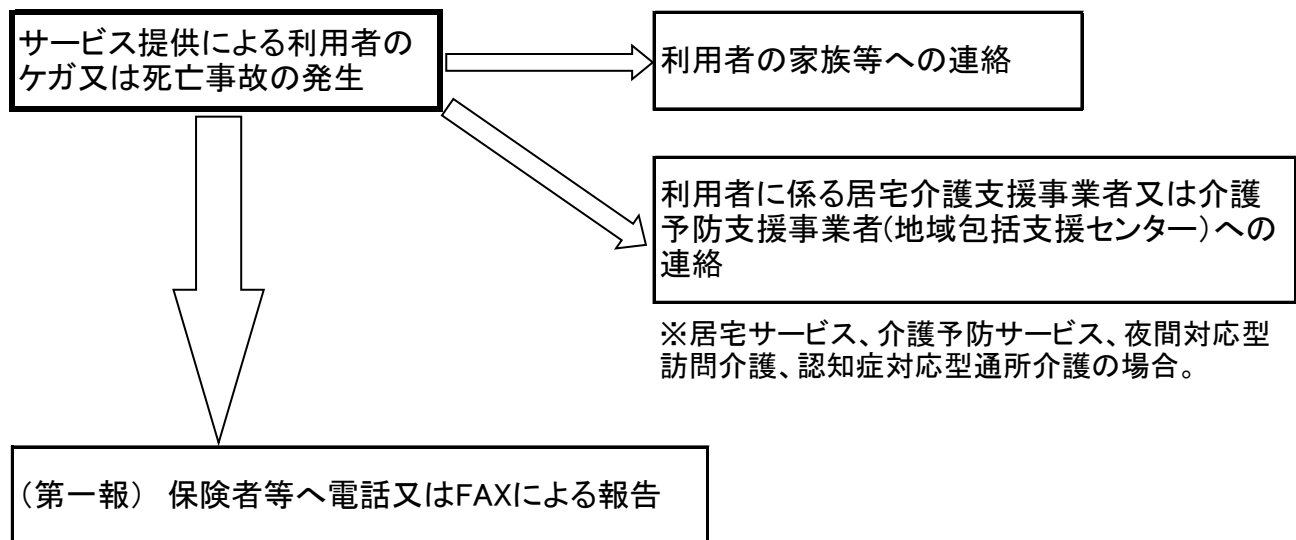 サービス提供による利用者の
ケガ又は死亡事故の発生
利用者の家族等への連絡
利用者に係る居宅介護支援事業者又は介護
予防支援事業者(地域包括支援センター)への
連絡
※居宅サービス、介護予防サービス、夜間対応型
訪問介護、認知症対応型通所介護の場合。
(第一報) 保険者等へ電話又はFAXによる報告